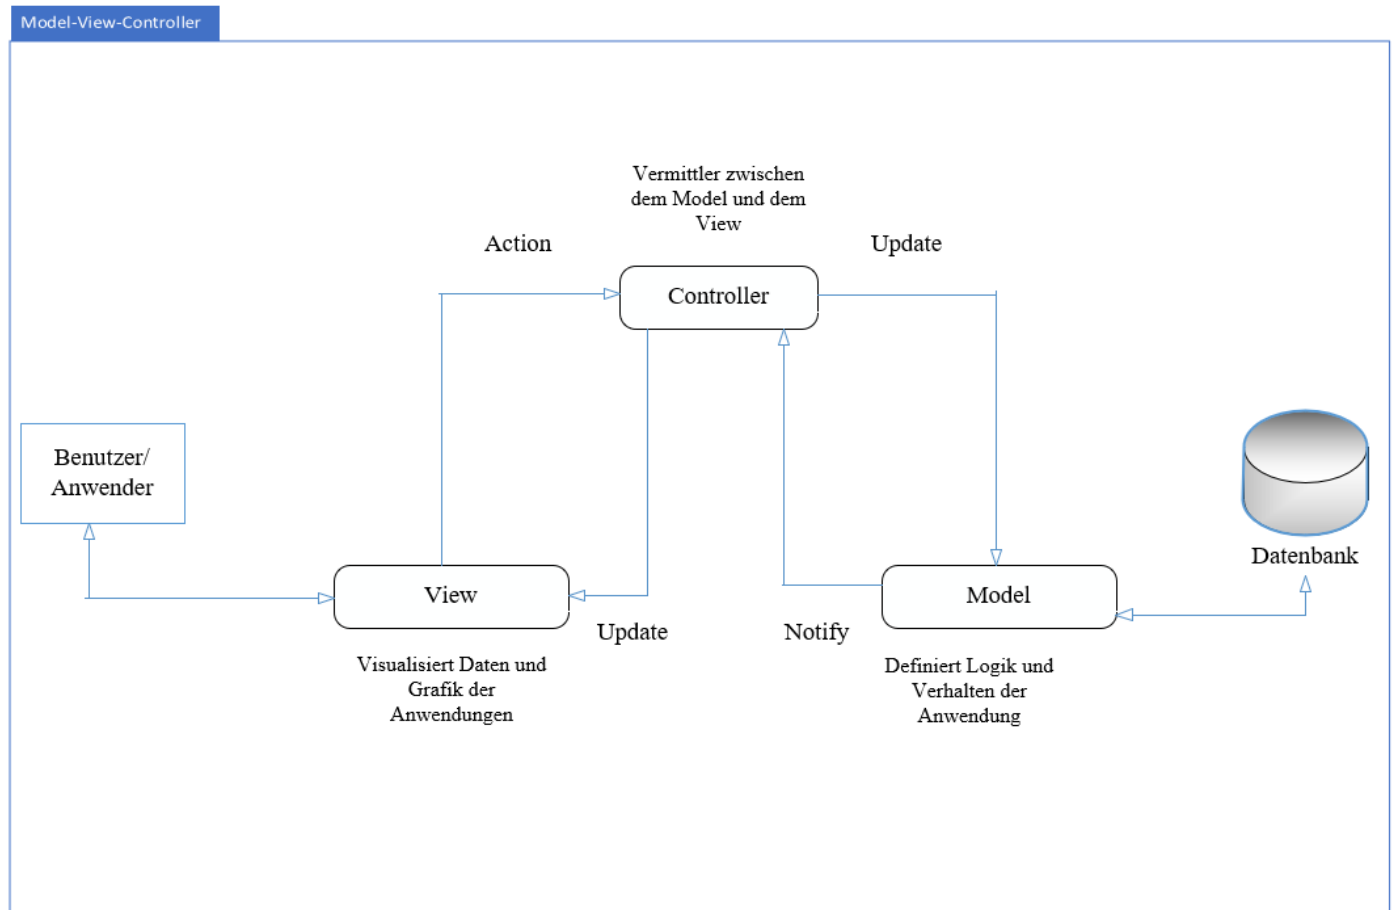 Model-View-Controller
Vermittler zwischen
dem Model und dem
View
Action
Update
Controller
Benutzer/
Anwender
Datenbank
View
Model
Update
Notify
Visualisiert Daten und
Grafik der
Anwendungen
Definiert Logik und
Verhalten der
Anwendung